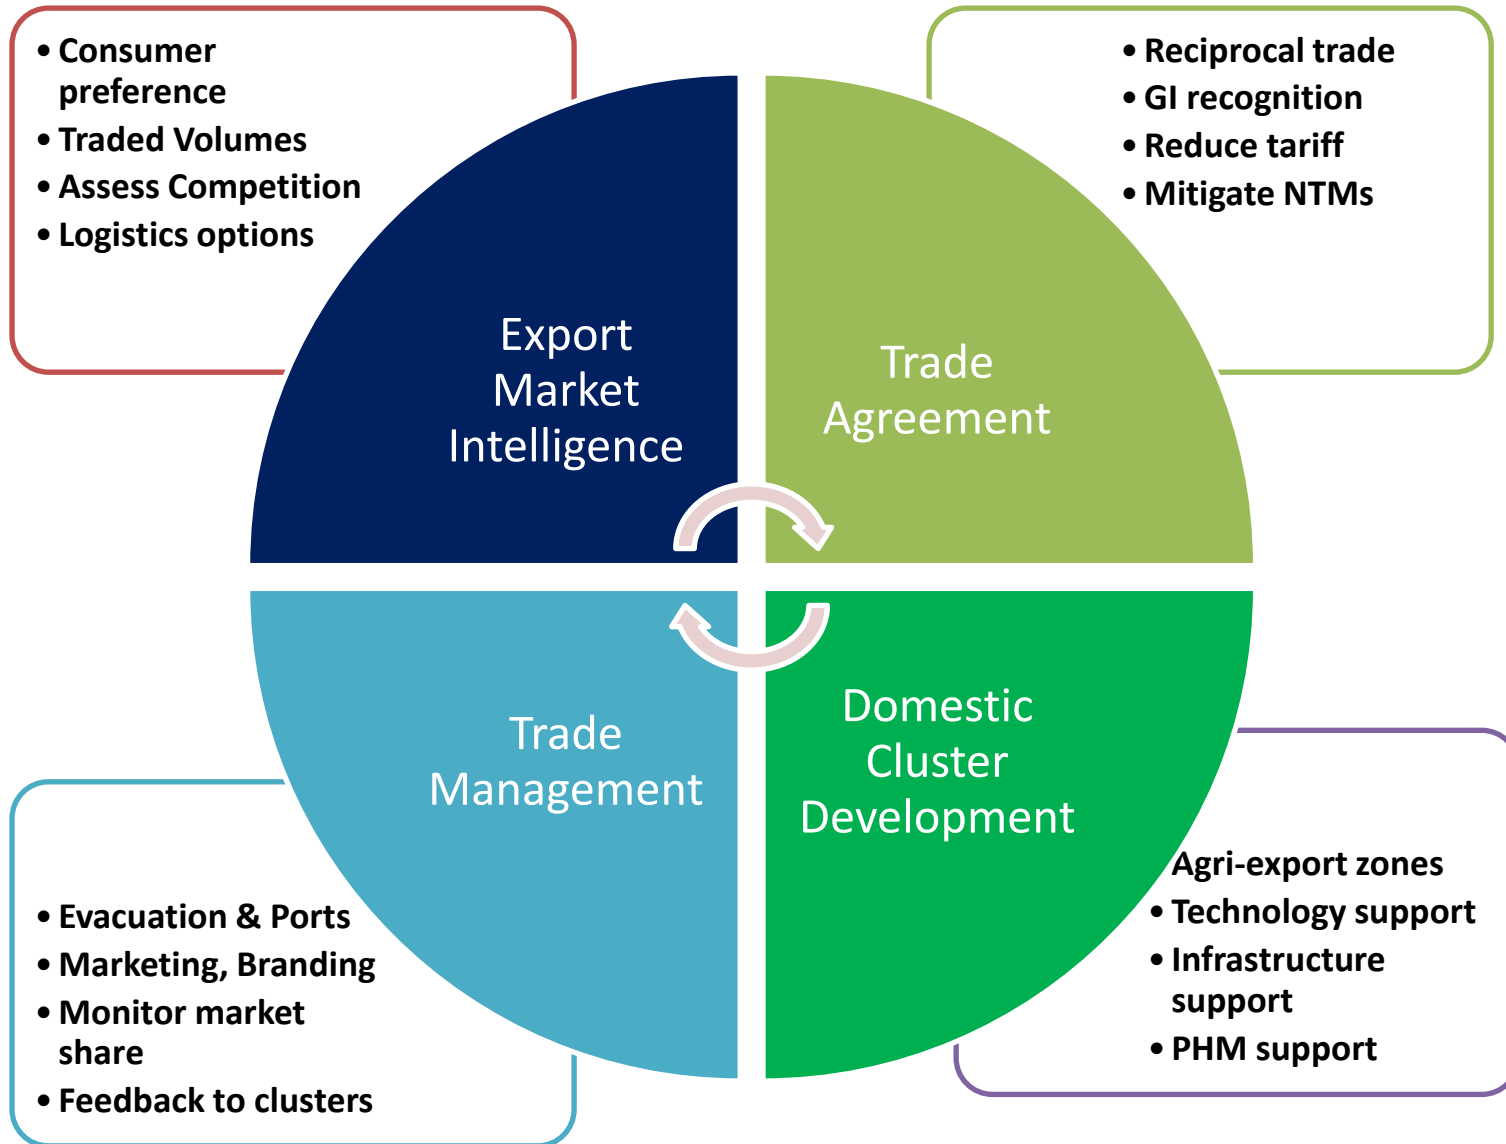 • Consumer
preference
• Traded Volumes
• Assess Competition
• Logistics options
• Reciprocal trade
• GI recognition
• Reduce tariff
• Mitigate NTMs
Export
Market
Intelligence
Trade
Agreement
Trade
Management
Domestic
Cluster
Development
• Evacuation & Ports
• Marketing, Branding
• Monitor market
share
• Feedback to clusters
Agri-export zones
• Technology support
• Infrastructure
support
• PHM support